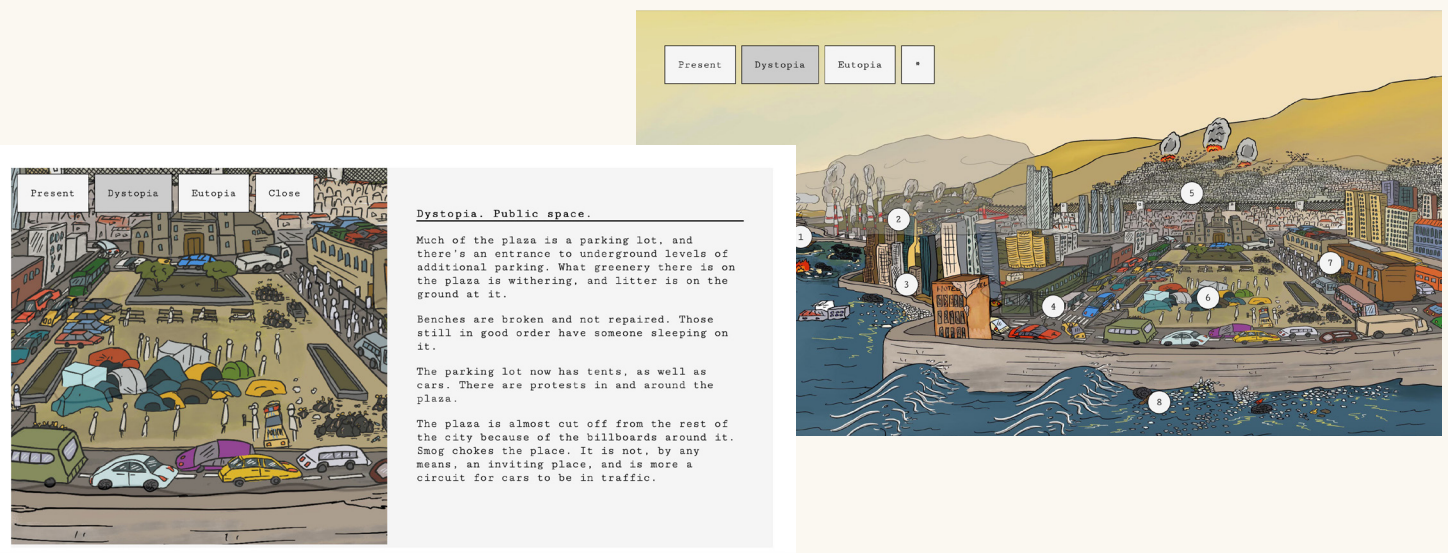 Present
Dystopia
Eutopia
*
1
2
3
4
5
6
7
8
Present
Dystopia
Eutopia
Close
Dystopia. Public space.
Much of the plaza is a parking lot, and
there's an entrance to underground levels of
additional parking. What greenery there is on
the plaza is withering, and litter is on the
ground at it.
Benches are broken and not repaired. Those
still in good order have someone sleeping on
it.
The parking lot now has tents, as well as
cars. There are protests in and around the
plaza.
The plaza is almost cut off from the rest of
the city because of the billboards around it.
Smog chokes the place. It is not, by any
means, an inviting place, and is more a
circuit for cars to be in traffic.